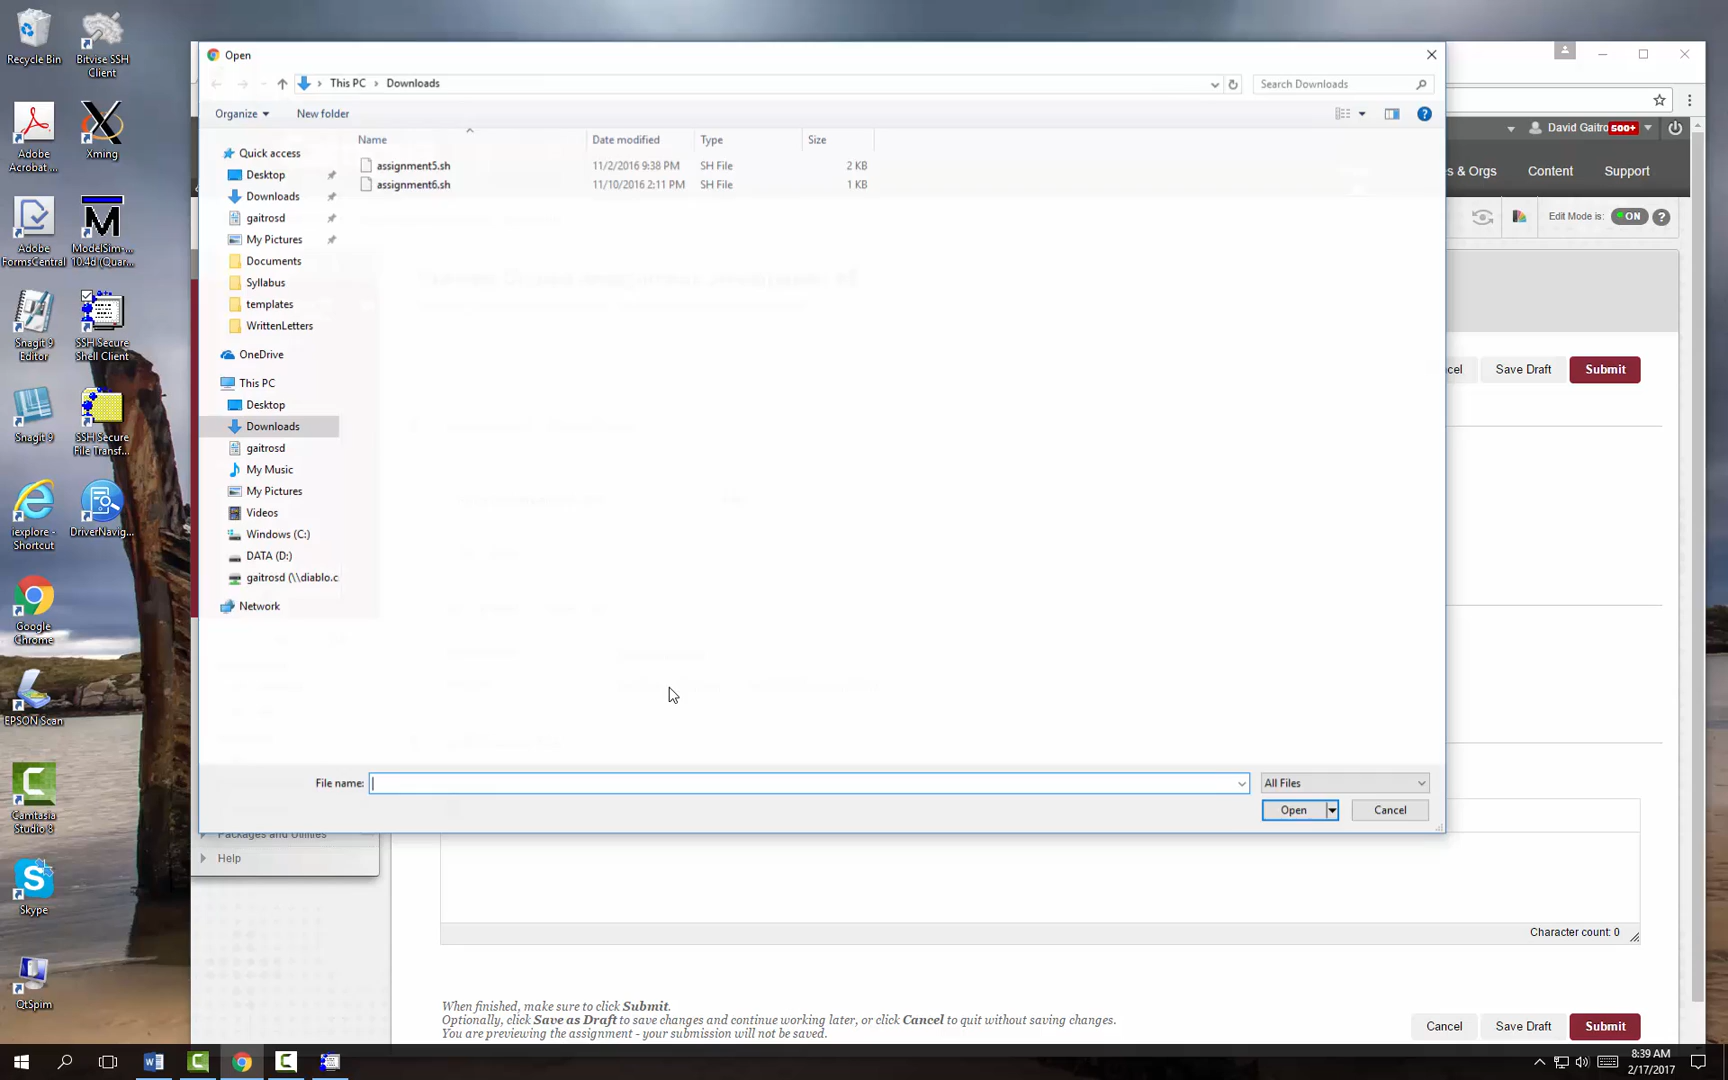 Recycle Bin
Bitvise SSH
Client
Adobe
Acrobat ...
Xming
Adobe
FormsCentral
ModelSim-...
10.4d (Quar...
Snagit 9
Editor
SSH Secure
Shell Client
Snagit 9
SSH Secure
File Transf...
iexplore -
Shortcut
DriverNavig...
Google
Chrome
EPSON Scan
Camtasia
Studio 8
Skype
QtSpim
Open
This PC > Downloads
Search Downloads
Organize
New folder
Name
Date modified
Type
Size
assignment5.sh 11/2/2016 9:38 PM SH File 2 KB
assignment6.sh 11/10/2016 2:11 PM SH File 1 KB
Quick access
Desktop
Downloads
gaitrosd
My Pictures
Documents
Syllabus
templates
WrittenLetters
OneDrive
This PC
Desktop
Downloads
gaitrosd
My Music
My Pictures
Videos
Windows (C:)
DATA (D:)
gaitrosd (\\diablo.c
Network
File name:
All Files
Open
Cancel
David Gaitro 500+
s & Orgs
Content
Support
Edit Mode is: ON
cel
Save Draft
Submit
Packages and Utilities
Help
Character count: 0
When finished, make sure to click Submit.
Optionally, click Save as Draft to save changes and continue working later, or click Cancel to quit without saving changes.
You are previewing the assignment - your submission will not be saved.
Cancel
Save Draft
Submit
8:39 AM
2/17/2017